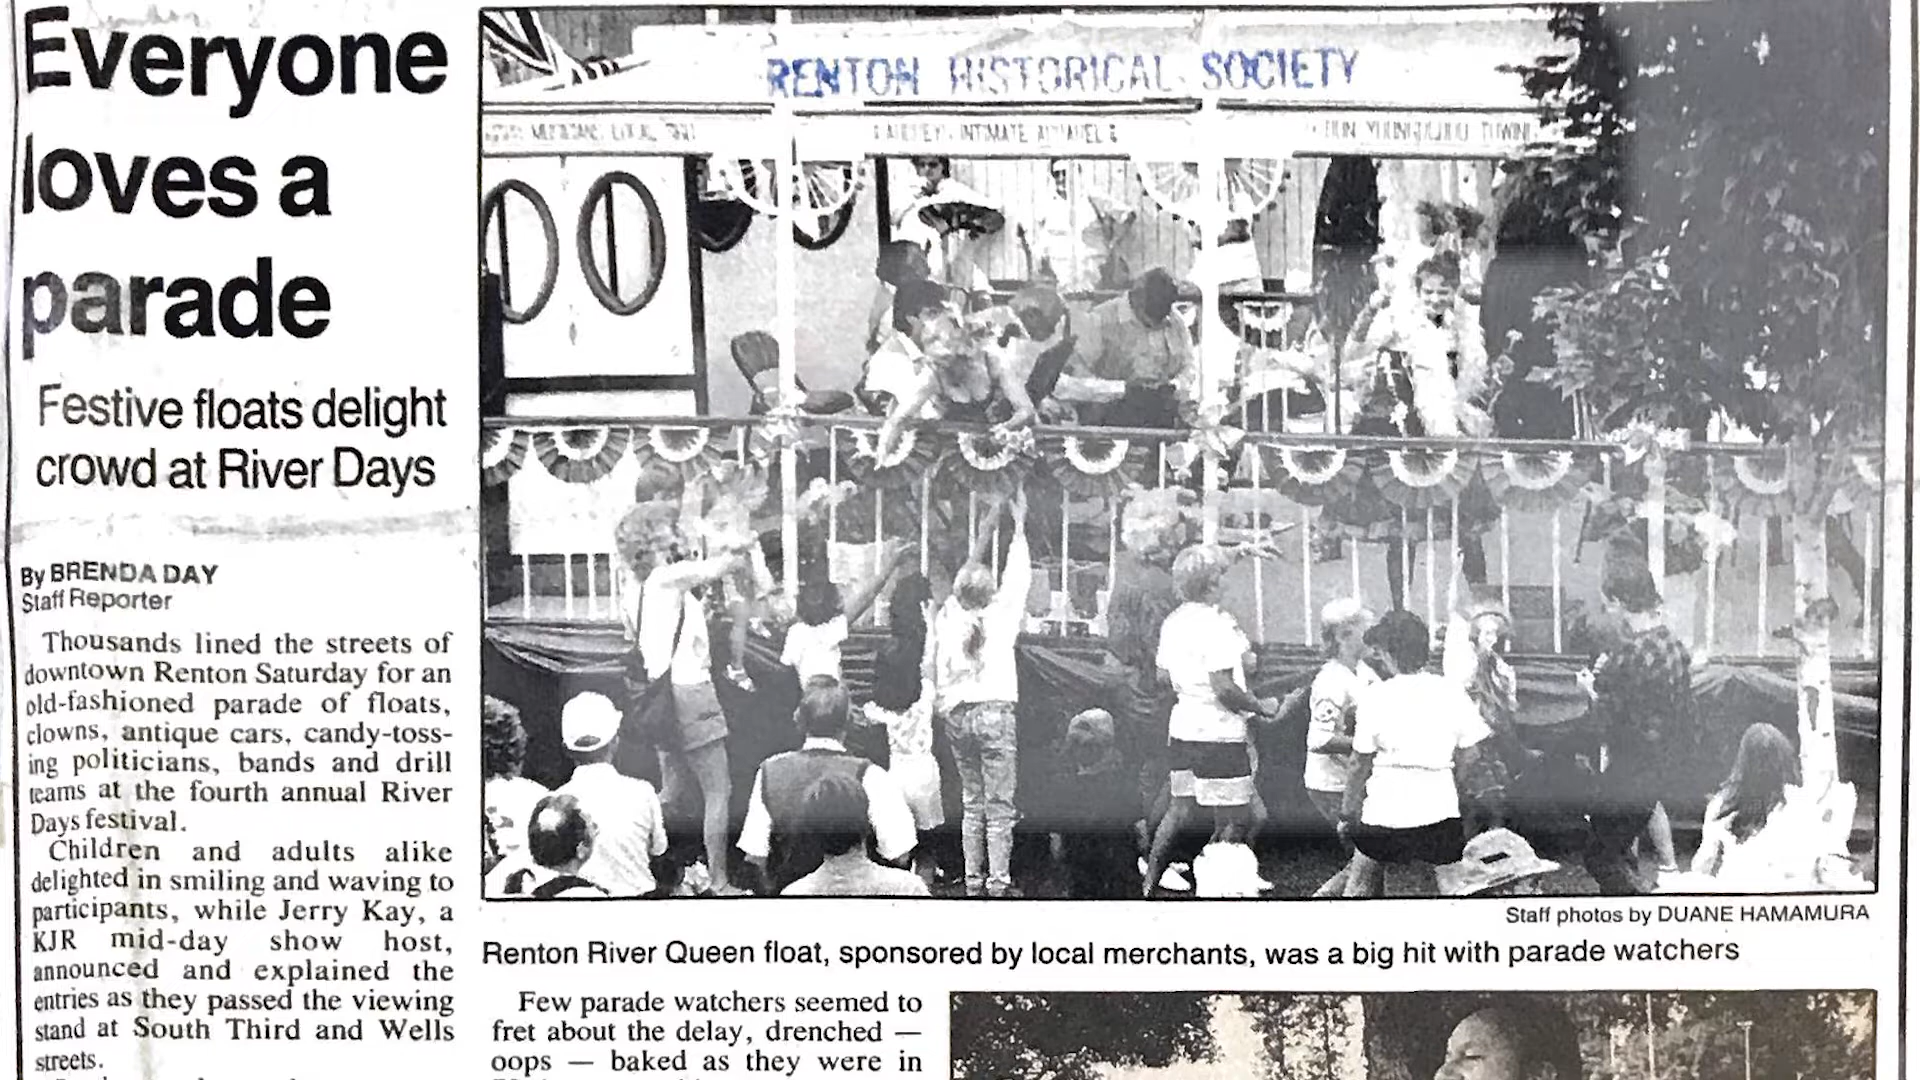 Everyone
loves a
parade
Festive floats delight
crowd at River Days
By BRENDA DAY
Staff Reporter
Thousands lined the streets of
downtown Renton Saturday for an
old-fashioned parade of floats,
clowns, antique cars, candy-toss-
ing politicians, bands and drill
teams at the fourth annual River
Days festival.
Children and adults alike
delighted in smiling and waving to
participants, while Jerry Kay, a
KJR mid-day show host,
announced and explained the
entries as they passed the viewing
stand at South Third and Wells
streets.
RENTON HISTORICAL SOCIETY
INTIMATE APPAREL &
Staff photos by DUANE HAMAMURA
Renton River Queen float, sponsored by local merchants, was a big hit with parade watchers
Few parade watchers seemed to
fret about the delay, drenched —
oops — baked as they were in